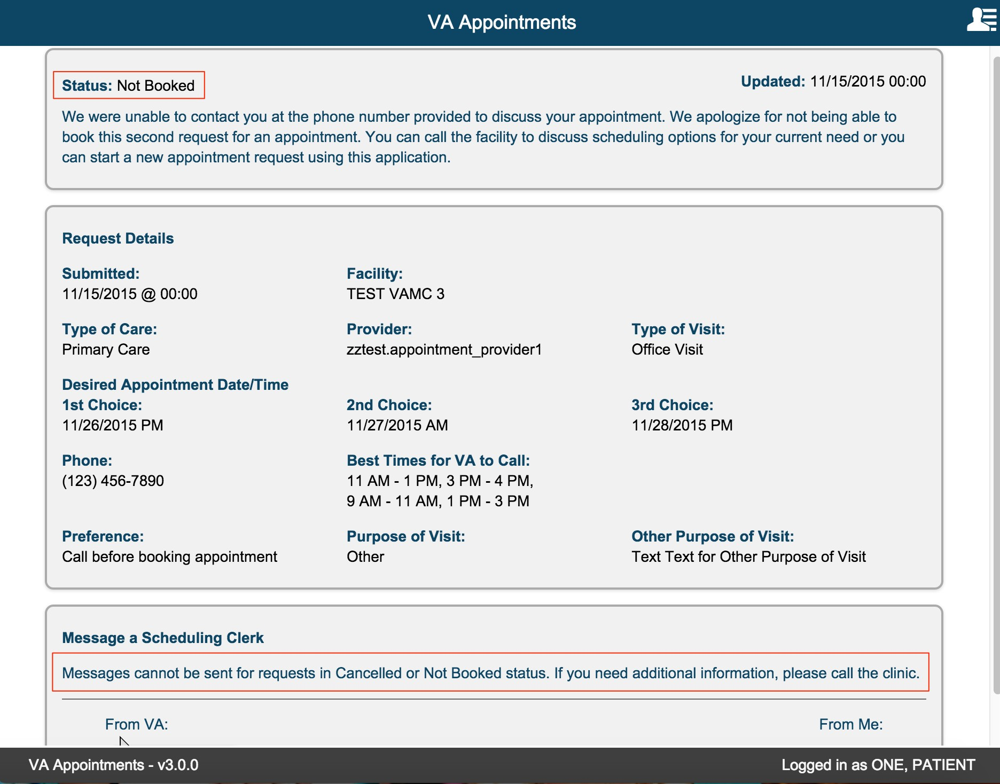 VA Appointments
Status: Not Booked
Updated: 11/15/2015 00:00
We were unable to contact you at the phone number provided to discuss your appointment. We apologize for not being able to
book this second request for an appointment. You can call the facility to discuss scheduling options for your current need or you
can start a new appointment request using this application.
Request Details
Submitted: Facility:
11/15/2015 @ 00:00 TEST VAMC 3
Type of Care: Provider: Type of Visit:
Primary Care zztest.appointment_provider1 Office Visit
Desired Appointment Date/Time
1st Choice: 2nd Choice: 3rd Choice:
11/26/2015 PM 11/27/2015 AM 11/28/2015 PM
Phone: Best Times for VA to Call:
(123) 456-7890 11 AM - 1 PM, 3 PM - 4 PM,
9 AM - 11 AM, 1 PM - 3 PM
Preference: Purpose of Visit: Other Purpose of Visit:
Call before booking appointment Other Text Text for Other Purpose of Visit
Message a Scheduling Clerk
Messages cannot be sent for requests in Cancelled or Not Booked status. If you need additional information, please call the clinic.
From VA: From Me:
VA Appointments - v3.0.0 Logged in as ONE, PATIENT